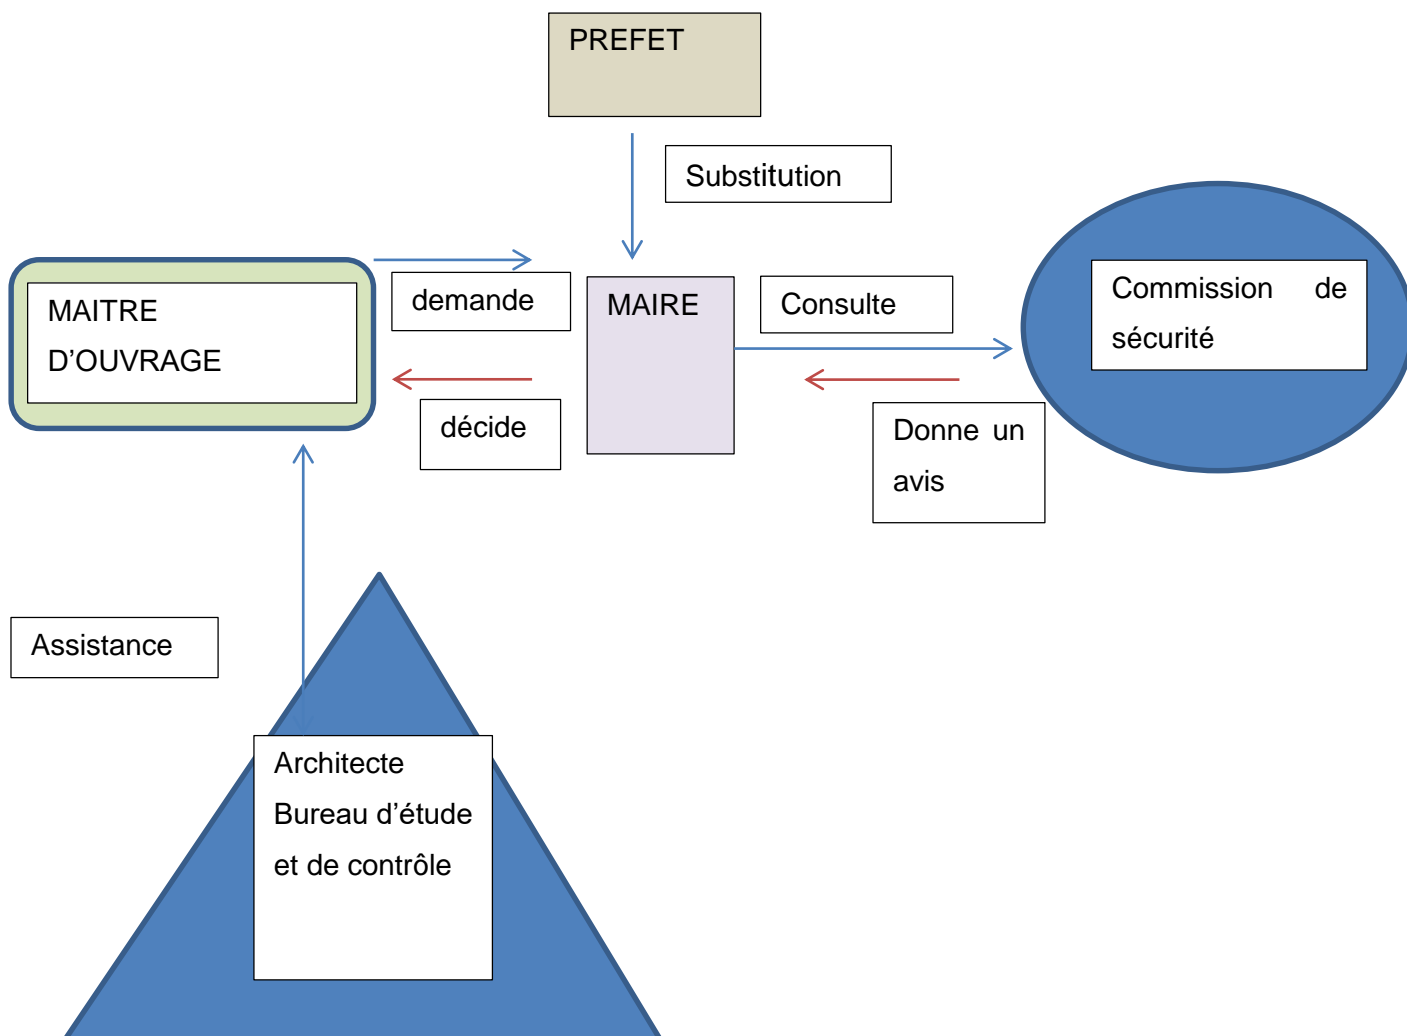 PREFET
Substitution
MAITRE
D’OUVRAGE
demande
MAIRE
Consulte
Commission de
sécurité
décide
Donne un
avis
Assistance
Architecte
Bureau d’étude
et de contrôle